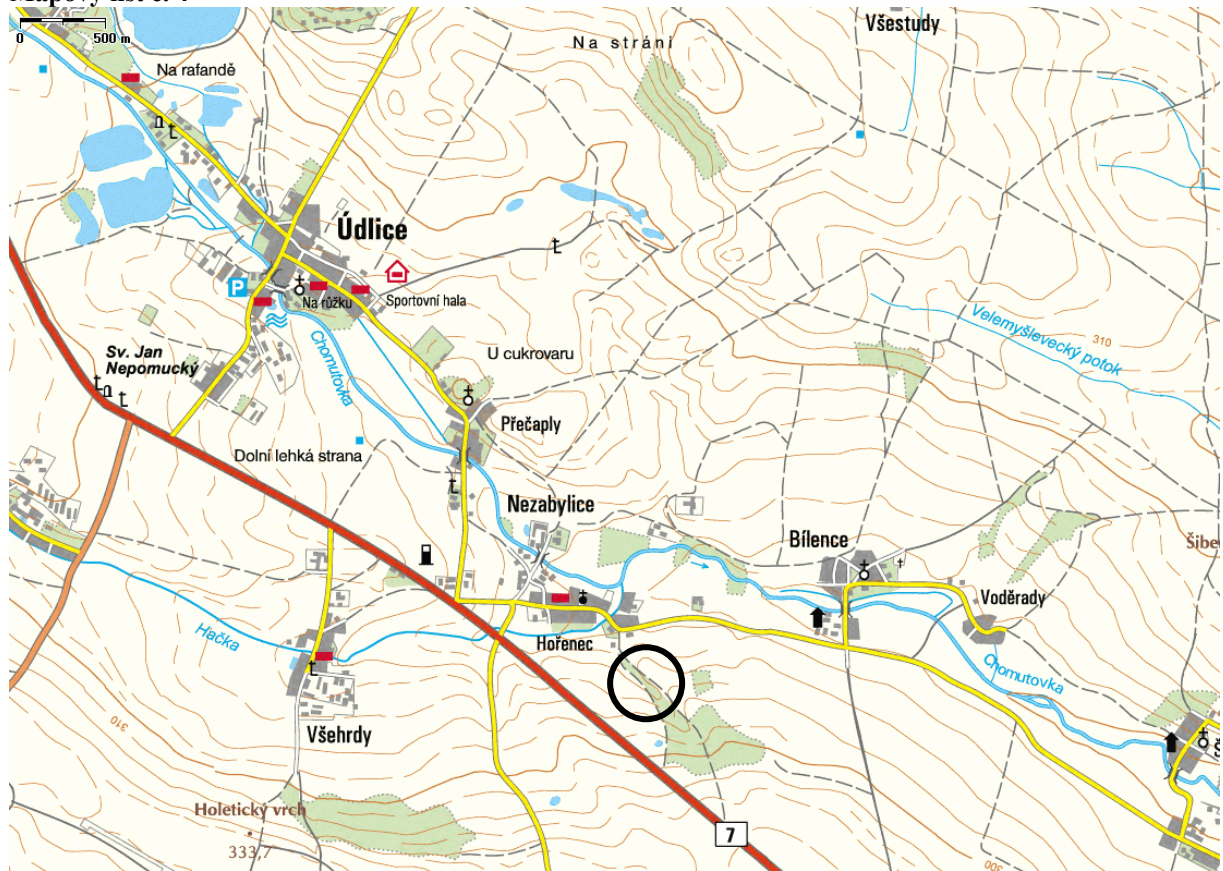 0 500 m
Všestudy
Na stráni
Na rafandě
Údlice
P
Na růžku
Sportovní hala
Chomutovka
U cukrovaru
Velemyšlevecký potok
310
Sv. Jan
Nepomucký
Přečaply
Dolní lehká strana
Nezabylice
Bílence
Voděrady
Hačka
Hořenec
Chomutovka
310
Všehrdy
Holetický vrch
333,7
7
300